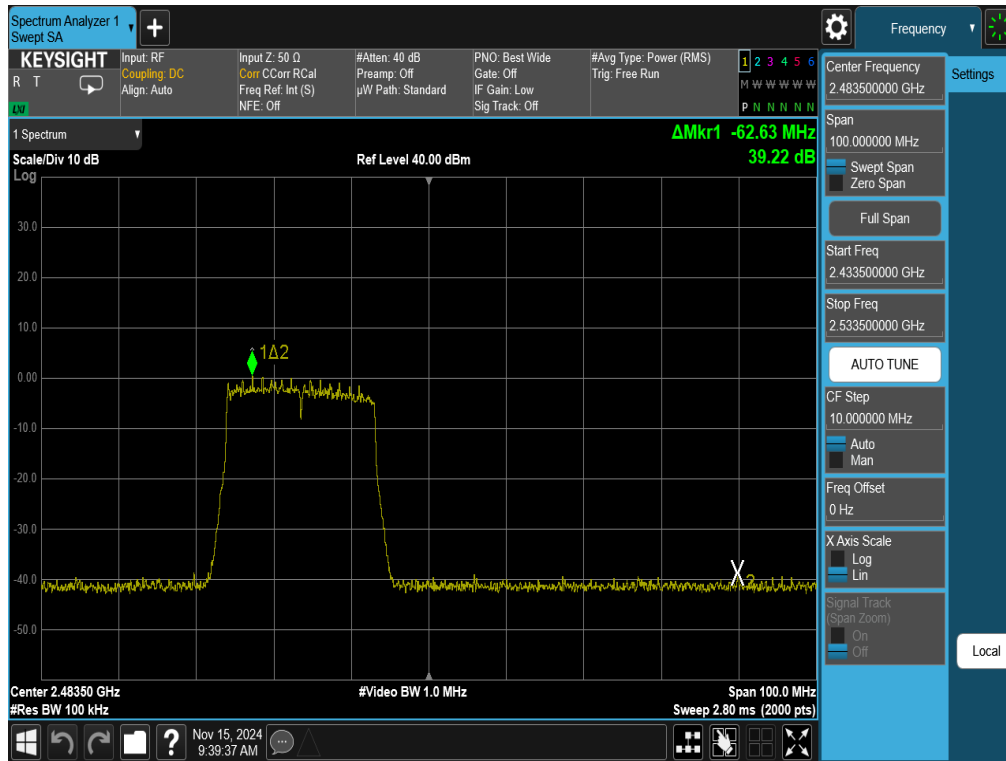 Spectrum Analyzer 1
Swept SA
Frequency
KEYSIGHT
R T
LXI
Input: RF
Coupling: DC
Align: Auto
Input Z: 50 Ω
Corr CCorr RCal
Freq Ref: Int (S)
NFE: Off
#Atten: 40 dB
Preamp: Off
µW Path: Standard
PNO: Best Wide
Gate: Off
IF Gain: Low
Sig Track: Off
#Avg Type: Power (RMS)
Trig: Free Run
1 2 3 4 5 6
M W W W W W
P N N N N N
1 Spectrum
Scale/Div 10 dB
Log
Ref Level 40.00 dBm
ΔMkr1 -62.63 MHz
39.22 dB
30.0
20.0
10.0
0.00
-10.0
-20.0
-30.0
-40.0
-50.0
1Δ2
X2
Center 2.48350 GHz
#Res BW 100 kHz
#Video BW 1.0 MHz
Span 100.0 MHz
Sweep 2.80 ms (2000 pts)
Center Frequency
2.483500000 GHz
Settings
Span
100.000000 MHz
Swept Span
Zero Span
Full Span
Start Freq
2.433500000 GHz
Stop Freq
2.533500000 GHz
AUTO TUNE
CF Step
10.000000 MHz
Auto
Man
Freq Offset
0 Hz
X Axis Scale
Log
Lin
Signal Track
(Span Zoom)
On
Off
Local
?
Nov 15, 2024
9:39:37 AM